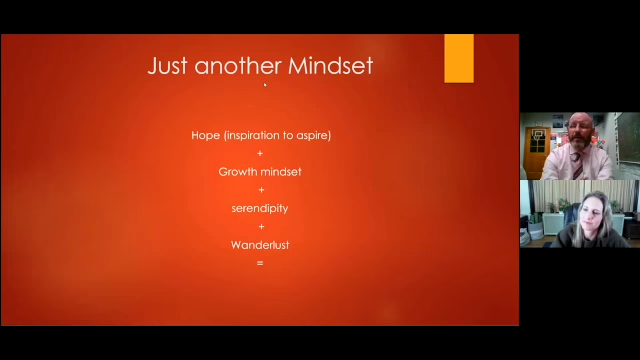 Just another Mindset
Hope (inspiration to aspire)
+
Growth mindset
+
serendipity
+
Wanderlust
=